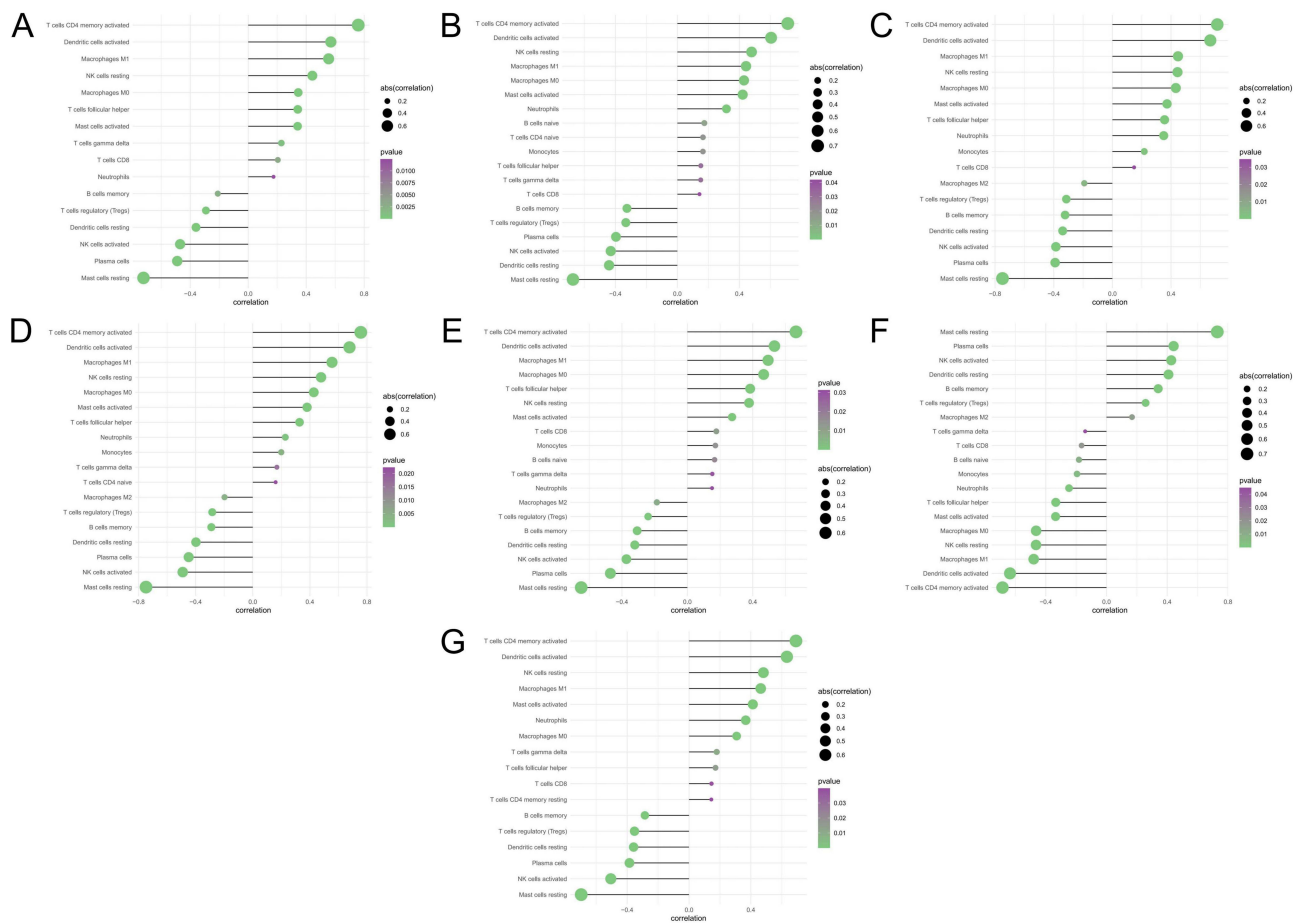 A
T cells CD4 memory activated
Dendritic cells activated
Macrophages M1
NK cells resting
Macrophages M0
T cells follicular helper
Mast cells activated
T cells gamma delta
T cells CD8
Neutrophils
B cells memory
T cells regulatory (Tregs)
Dendritic cells resting
NK cells activated
Plasma cells
Mast cells resting
−0.4 0.0 0.4 0.8
correlation
abs(correlation)
0.2
0.4
0.6
pvalue
0.0100
0.0075
0.0050
0.0025
B
T cells CD4 memory activated
Dendritic cells activated
NK cells resting
Macrophages M1
Macrophages M0
Mast cells activated
Neutrophils
B cells naive
T cells CD4 naive
Monocytes
T cells follicular helper
T cells gamma delta
T cells CD8
B cells memory
T cells regulatory (Tregs)
Plasma cells
NK cells activated
Dendritic cells resting
Mast cells resting
−0.4 0.0 0.4
correlation
abs(correlation)
0.2
0.3
0.4
0.5
0.6
0.7
pvalue
0.04
0.03
0.02
0.01
C
T cells CD4 memory activated
Dendritic cells activated
Macrophages M1
NK cells resting
Macrophages M0
Mast cells activated
T cells follicular helper
Neutrophils
Monocytes
T cells CD8
Macrophages M2
T cells regulatory (Tregs)
B cells memory
Dendritic cells resting
NK cells activated
Plasma cells
Mast cells resting
−0.8 −0.4 0.0 0.4
correlation
abs(correlation)
0.2
0.4
0.6
pvalue
0.03
0.02
0.01
D
T cells CD4 memory activated
Dendritic cells activated
Macrophages M1
NK cells resting
Macrophages M0
Mast cells activated
T cells follicular helper
Neutrophils
Monocytes
T cells gamma delta
T cells CD4 naive
Macrophages M2
T cells regulatory (Tregs)
B cells memory
Dendritic cells resting
Plasma cells
NK cells activated
Mast cells resting
−0.8 −0.4 0.0 0.4 0.8
correlation
abs(correlation)
0.2
0.4
0.6
pvalue
0.020
0.015
0.010
0.005
E
T cells CD4 memory activated
Dendritic cells activated
Macrophages M1
Macrophages M0
T cells follicular helper
NK cells resting
Mast cells activated
T cells CD8
Monocytes
B cells naive
T cells gamma delta
Neutrophils
Macrophages M2
T cells regulatory (Tregs)
B cells memory
Dendritic cells resting
NK cells activated
Plasma cells
Mast cells resting
−0.4 0.0 0.4
correlation
pvalue
0.03
0.02
0.01
abs(correlation)
0.2
0.3
0.4
0.5
0.6
F
Mast cells resting
Plasma cells
NK cells activated
Dendritic cells resting
B cells memory
T cells regulatory (Tregs)
Macrophages M2
T cells gamma delta
T cells CD8
B cells naive
Monocytes
Neutrophils
T cells follicular helper
Mast cells activated
Macrophages M0
NK cells resting
Macrophages M1
Dendritic cells activated
T cells CD4 memory activated
−0.4 0.0 0.4 0.8
correlation
abs(correlation)
0.2
0.3
0.4
0.5
0.6
0.7
pvalue
0.04
0.03
0.02
0.01
G
T cells CD4 memory activated
Dendritic cells activated
NK cells resting
Macrophages M1
Mast cells activated
Neutrophils
Macrophages M0
T cells gamma delta
T cells follicular helper
T cells CD8
T cells CD4 memory resting
B cells memory
T cells regulatory (Tregs)
Dendritic cells resting
Plasma cells
NK cells activated
Mast cells resting
−0.4 0.0 0.4
correlation
abs(correlation)
0.2
0.3
0.4
0.5
0.6
pvalue
0.03
0.02
0.01